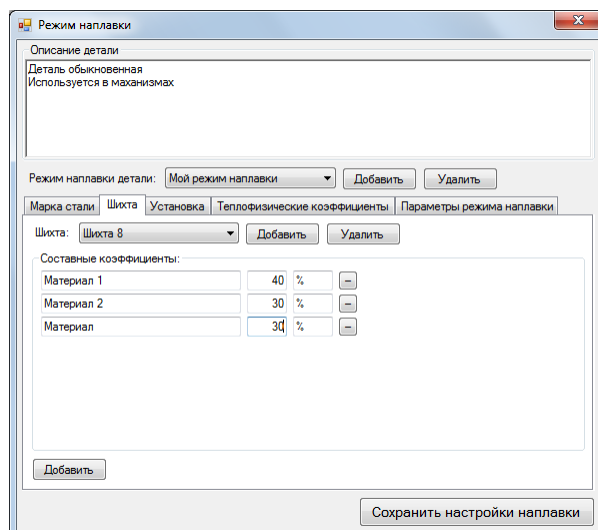 Режим наплавки
Описание детали
Деталь обыкновенная
Используется в маханизмах
Режим наплавки детали: Мой режим наплавки Добавить Удалить
Марка стали Шихта Установка Теплофизические коэффициенты Параметры режима наплавки
Шихта: Шихта 8 Добавить Удалить
Составные коэффициенты:
Материал 1 40 %
Материал 2 30 %
Материал 30 %
Добавить
Сохранить настройки наплавки